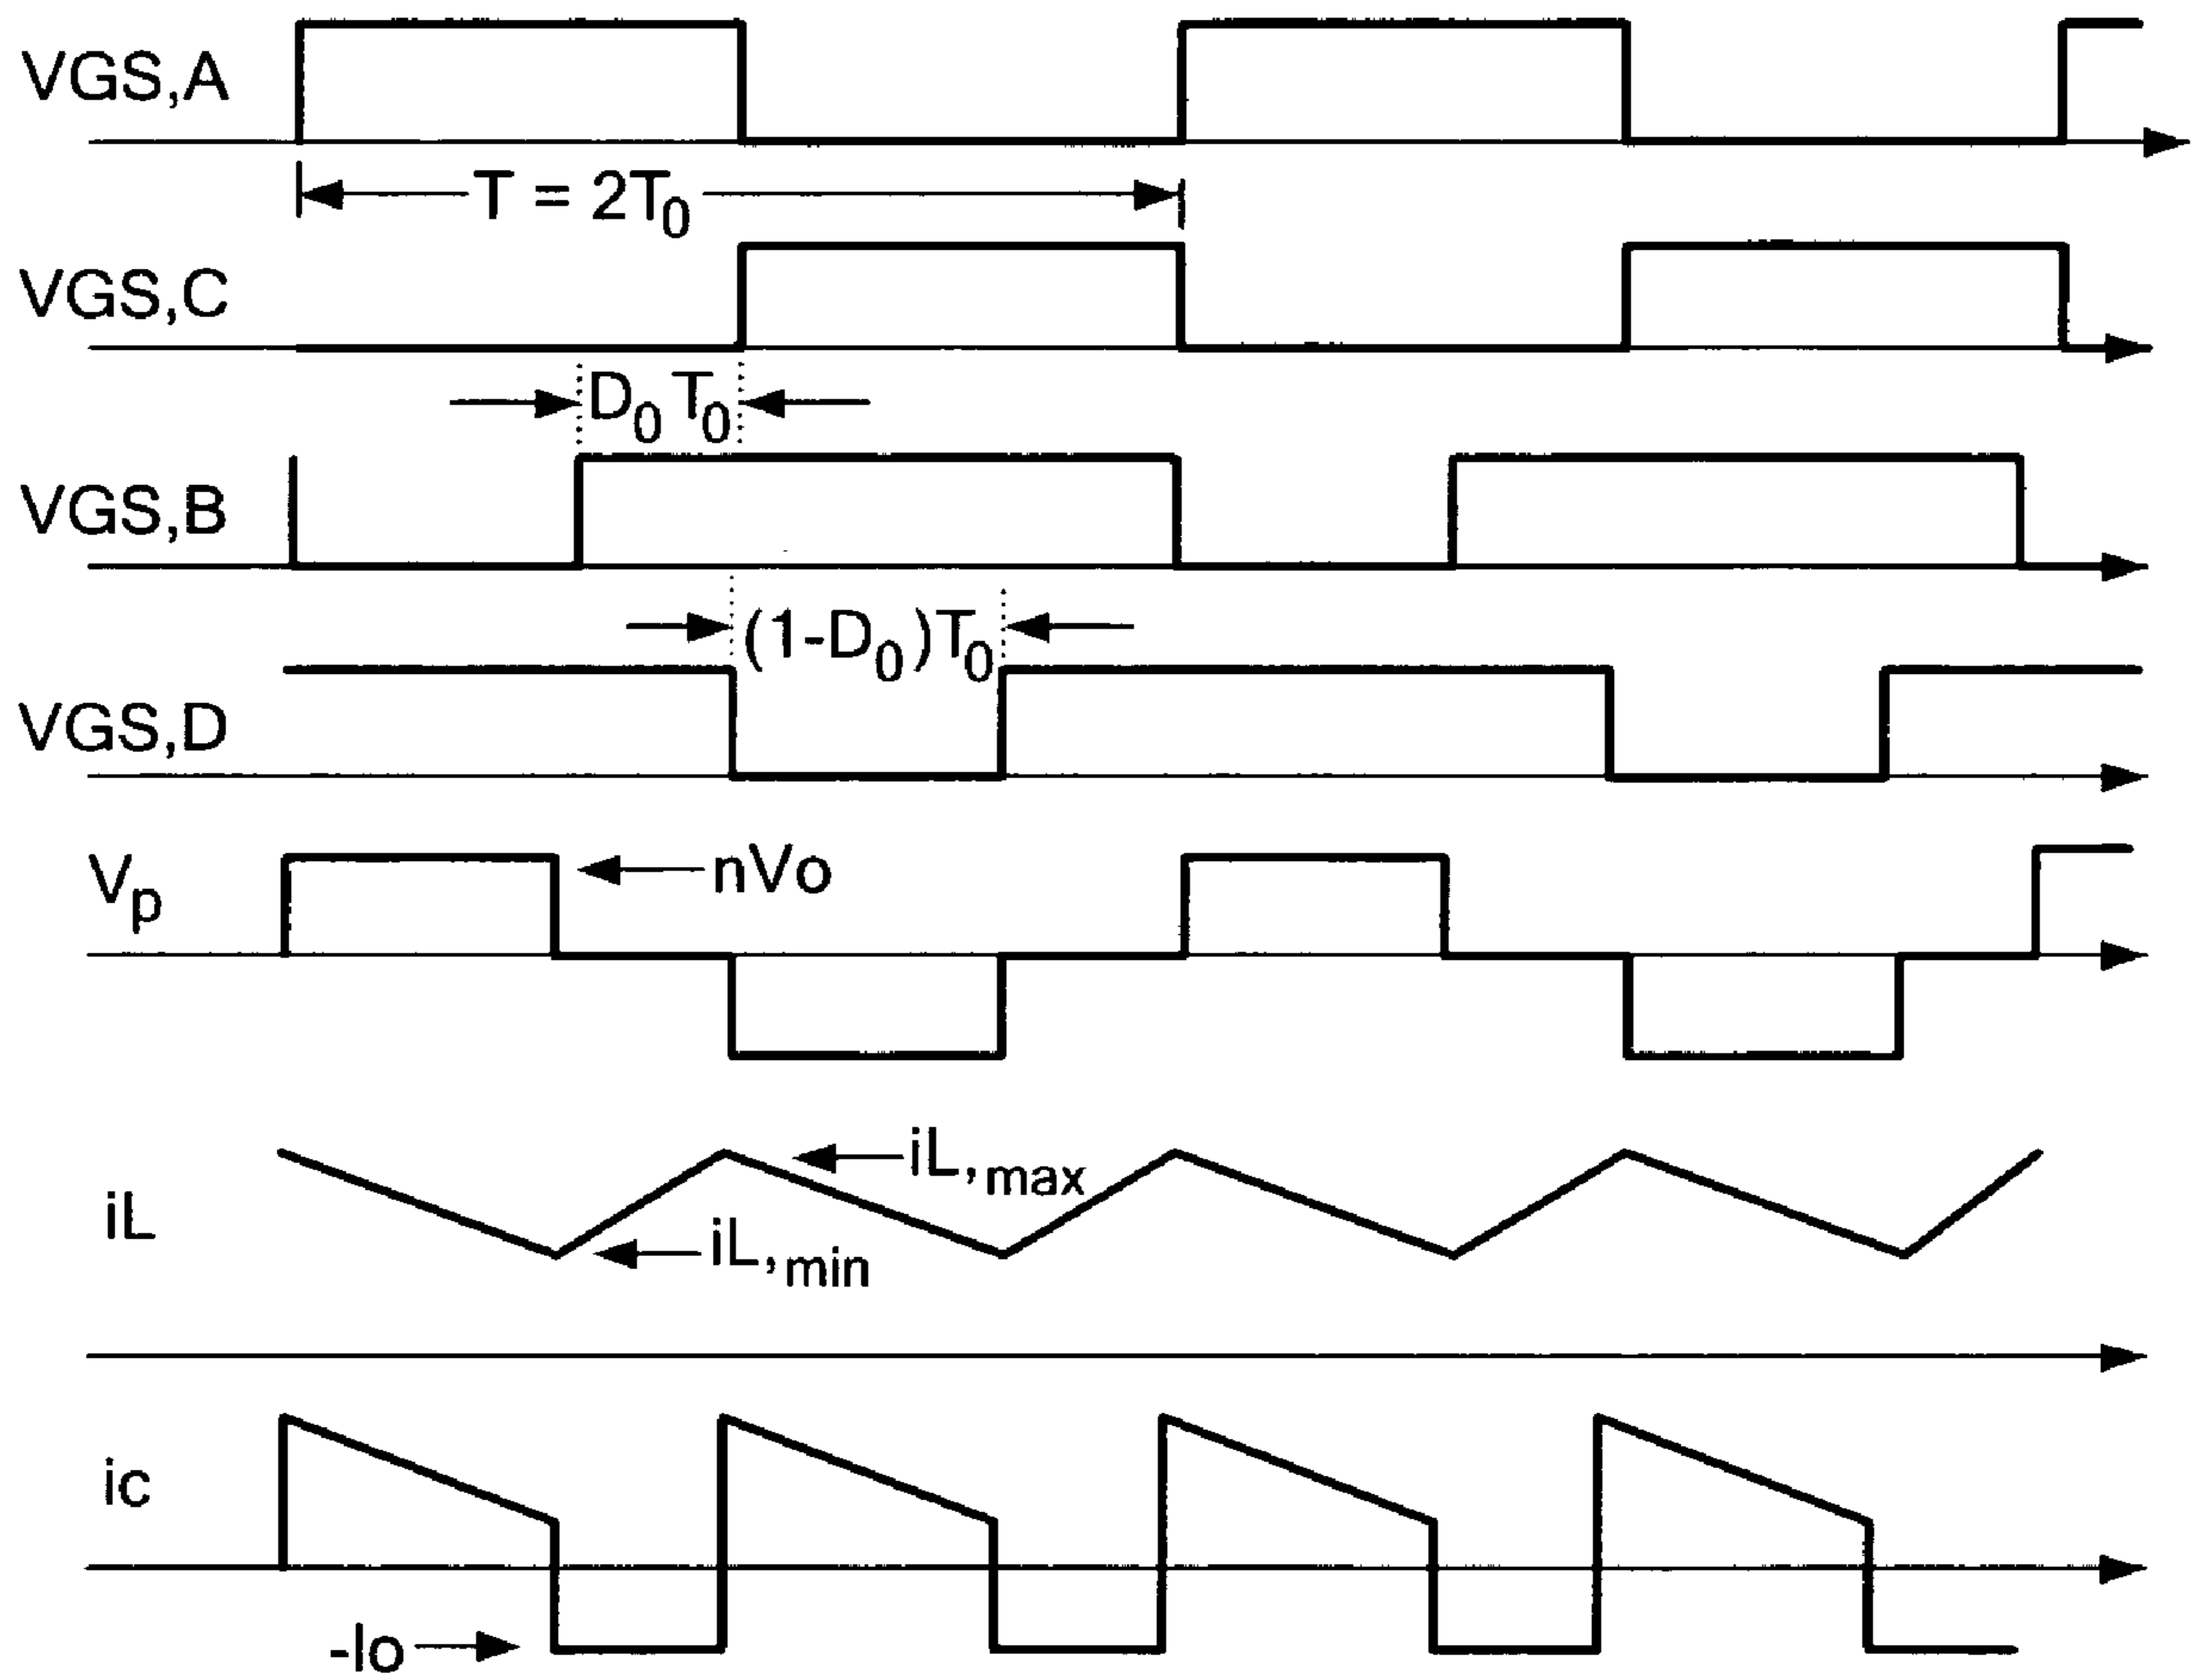 VGS,A
T = 2T0
VGS,C
D0 T0
VGS,B
(1-D0)T0
VGS,D
Vp
nVo
iL
iL,max
iL,min
ic
-Io